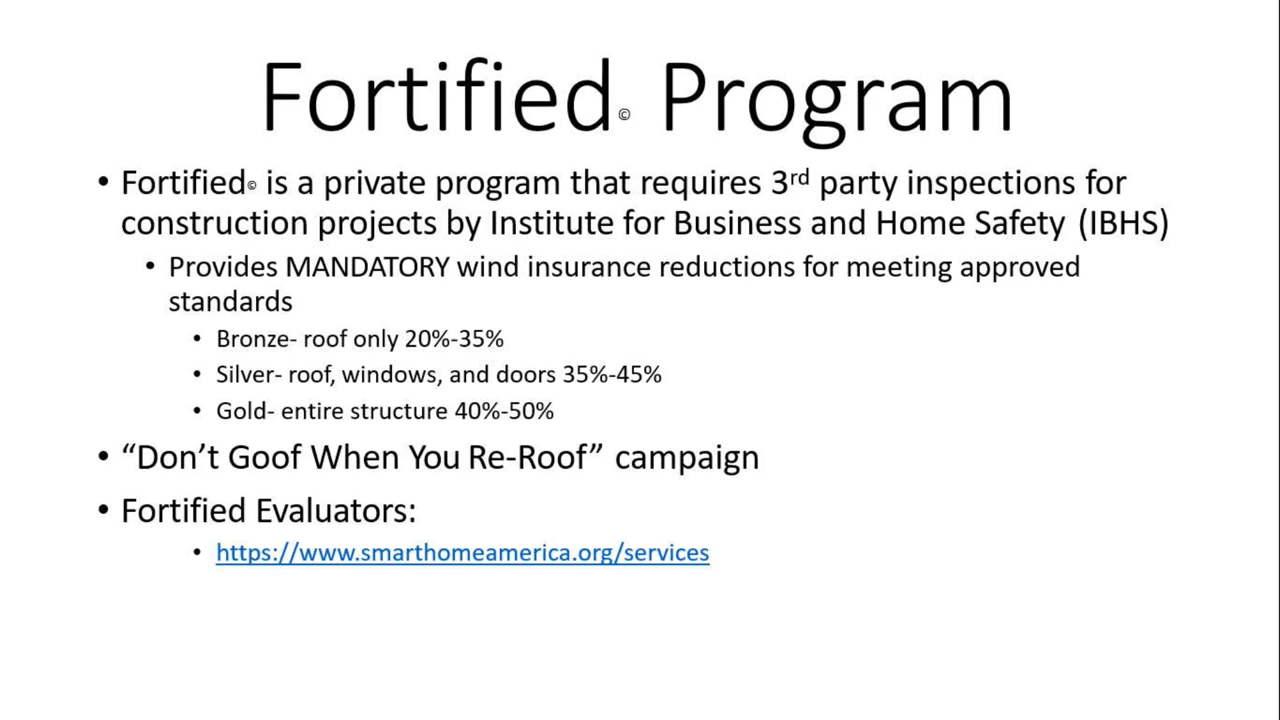 Fortified© Program
• Fortified© is a private program that requires 3rd party inspections for
construction projects by Institute for Business and Home Safety (IBHS)
• Provides MANDATORY wind insurance reductions for meeting approved
standards
• Bronze- roof only 20%-35%
• Silver- roof, windows, and doors 35%-45%
• Gold- entire structure 40%-50%
• “Don’t Goof When You Re-Roof” campaign
• Fortified Evaluators:
• https://www.smarthomeamerica.org/services